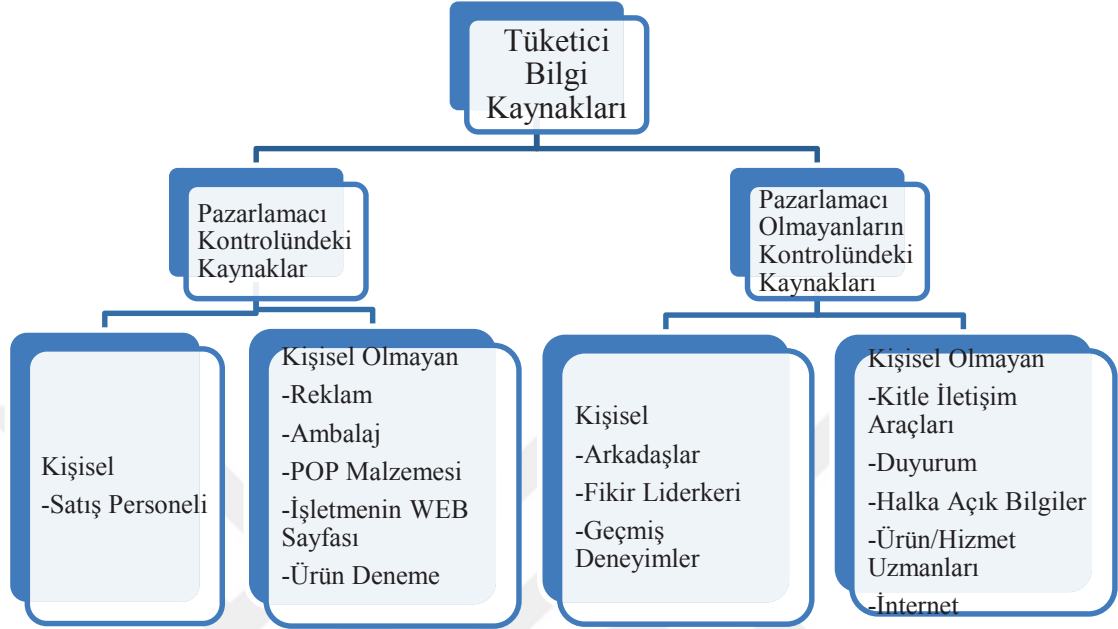 Tüketici
Bilgi
Kaynakları
Pazarlamacı
Kontrolündeki
Kaynaklar
Pazarlamacı
Olmayanların
Kontrolündeki
Kaynakları
Kişisel
-Satış Personeli
Kişisel Olmayan
-Reklam
-Ambalaj
-POP Malzemesi
-İşletmenin WEB
Sayfası
-Ürün Deneme
Kişisel
-Arkadaşlar
-Fikir Liderkeri
-Geçmiş
Deneyimler
Kişisel Olmayan
-Kitle İletişim
Araçları
-Duyurum
-Halka Açık Bilgiler
-Ürün/Hizmet
Uzmanları
-İnternet